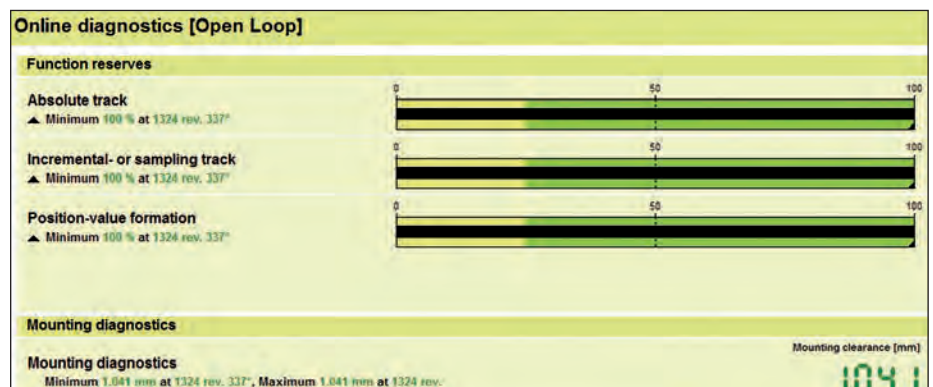 Online diagnostics [Open Loop]
Function reserves
0 50 100
Absolute track
Minimum 100 % at 1324 rev. 337°
0 50 100
Incremental- or sampling track
Minimum 100 % at 1324 rev. 337°
0 50 100
Position-value formation
Minimum 100 % at 1324 rev. 337°
Mounting diagnostics
Mounting clearance [mm]
Mounting diagnostics
1.041
Minimum 1.041 mm at 1324 rev. 337°, Maximum 1.041 mm at 1324 rev.